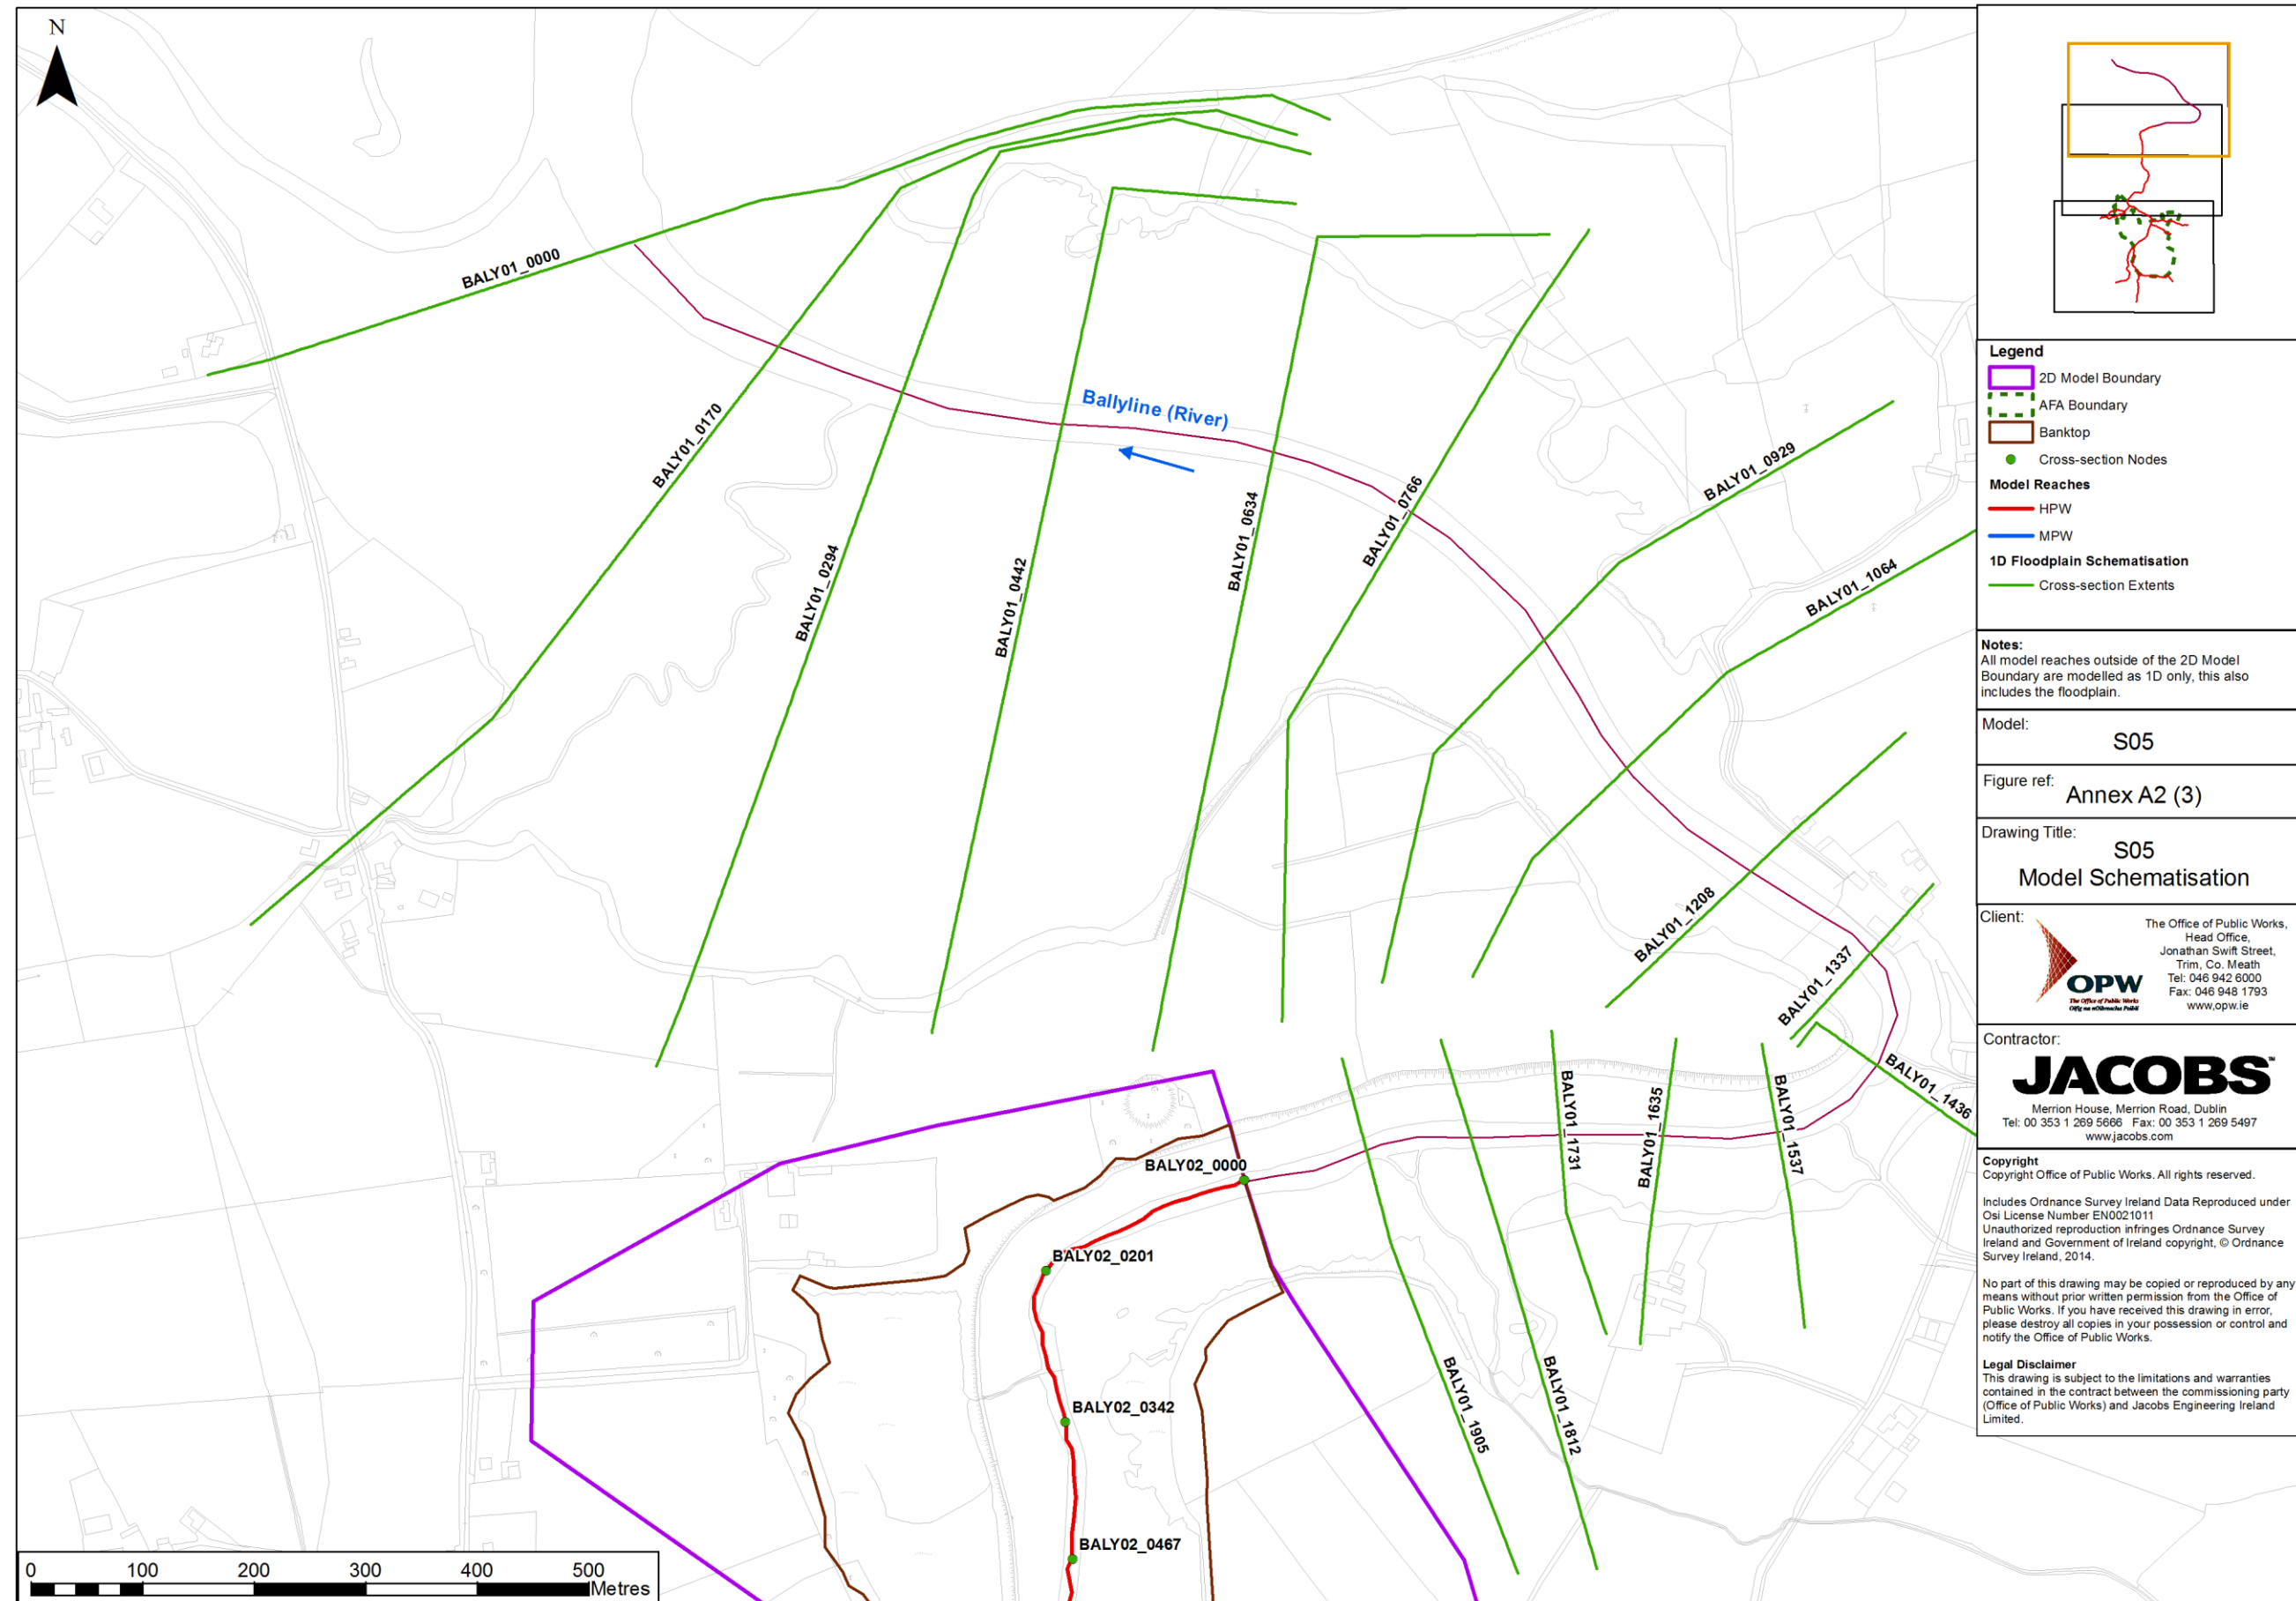 N
BALY01_0000
BALY01_0170
BALY01_0294
BALY01_0442
Ballyline (River)
BALY01_0634
BALY01_0766
BALY01_0929
BALY01_1064
BALY01_1208
BALY01_1337
BALY01_1436
BALY01_1537
BALY01_1635
BALY01_1731
BALY01_1812
BALY01_1905
BALY02_0000
BALY02_0201
BALY02_0342
BALY02_0467
0 100 200 300 400 500
Metres
Legend
2D Model Boundary
AFA Boundary
Banktop
Cross-section Nodes
Model Reaches
HPW
MPW
1D Floodplain Schematisation
Cross-section Extents
Notes:
All model reaches outside of the 2D Model
Boundary are modelled as 1D only, this also
includes the floodplain.
Model:
S05
Figure ref:
Annex A2 (3)
Drawing Title:
S05
Model Schematisation
Client:
OPW
The Office of Public Works
Oifig na nOibreacha Poiblí
The Office of Public Works,
Head Office,
Jonathan Swift Street,
Trim, Co. Meath
Tel: 046 942 6000
Fax: 046 948 1793
www,opw.ie
Contractor:
JACOBS™
Merrion House, Merrion Road, Dublin
Tel: 00 353 1 269 5666 Fax: 00 353 1 269 5497
www.jacobs.com
Copyright
Copyright Office of Public Works. All rights reserved.
Includes Ordnance Survey Ireland Data Reproduced under
Osi License Number EN0021011
Unauthorized reproduction infringes Ordnance Survey
Ireland and Government of Ireland copyright, © Ordnance
Survey Ireland, 2014.
No part of this drawing may be copied or reproduced by any
means without prior written permission from the Office of
Public Works. If you have received this drawing in error,
please destroy all copies in your possession or control and
notify the Office of Public Works.
Legal Disclaimer
This drawing is subject to the limitations and warranties
contained in the contract between the commissioning party
(Office of Public Works) and Jacobs Engineering Ireland
Limited.